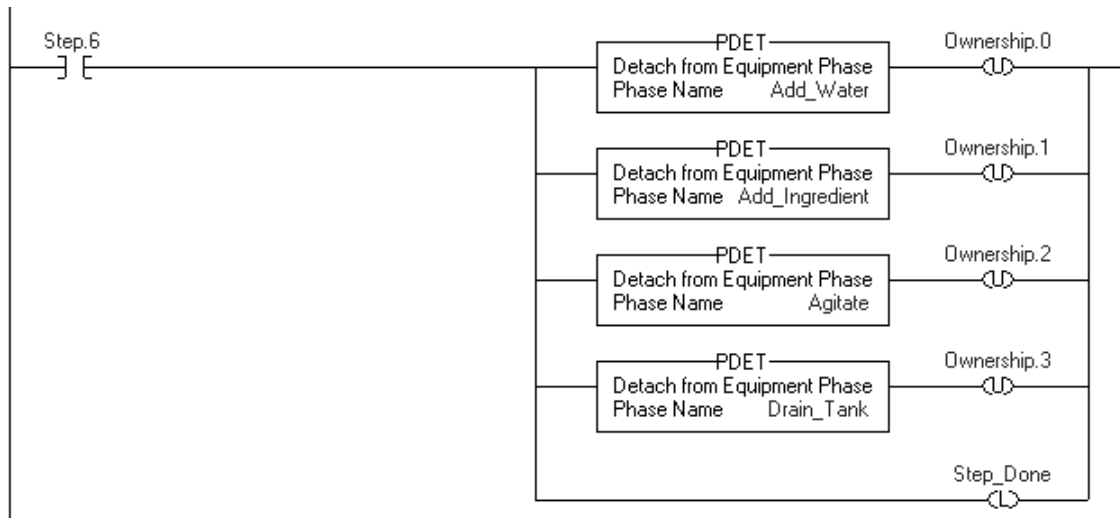 Step.6
PDET
Detach from Equipment Phase
Phase Name Add_Water
Ownership.0
U
PDET
Detach from Equipment Phase
Phase Name Add_Ingredient
Ownership.1
U
PDET
Detach from Equipment Phase
Phase Name Agitate
Ownership.2
U
PDET
Detach from Equipment Phase
Phase Name Drain_Tank
Ownership.3
U
Step_Done
L